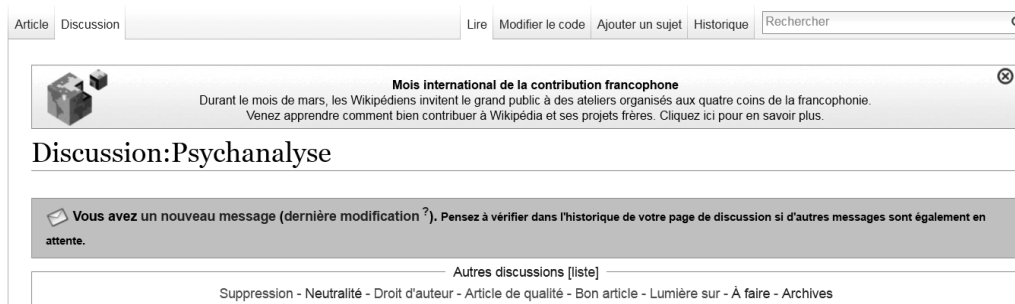 Article Discussion Lire Modifier le code Ajouter un sujet Historique Rechercher
Mois international de la contribution francophone
Durant le mois de mars, les Wikipédiens invitent le grand public à des ateliers organisés aux quatre coins de la francophonie.
Venez apprendre comment bien contribuer à Wikipédia et ses projets frères. Cliquez ici pour en savoir plus.
Discussion:Psychanalyse
Vous avez un nouveau message (dernière modification ?). Pensez à vérifier dans l'historique de votre page de discussion si d'autres messages sont également en
attente.
Autres discussions [liste]
Suppression - Neutralité - Droit d'auteur - Article de qualité - Bon article - Lumière sur - À faire - Archives